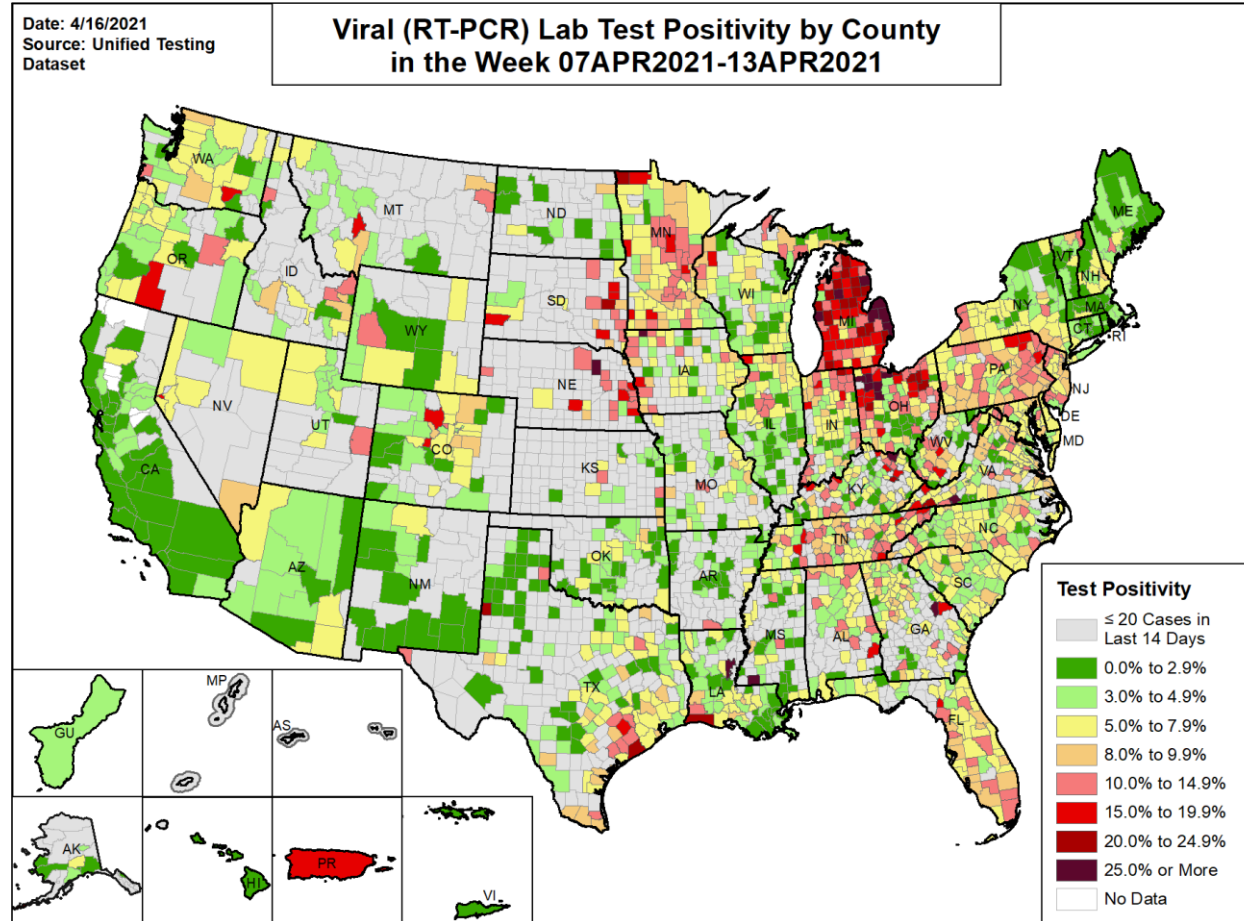 Date: 4/16/2021
Source: Unified Testing
Dataset
Viral (RT-PCR) Lab Test Positivity by County
in the Week 07APR2021-13APR2021
WA
MT
ND
MN
ME
OR
ID
SD
WI
MI
VT
NH
NY
MA
CT
RI
WY
IA
NE
PA
NJ
NV
UT
CO
IL
IN
OH
DE
MD
WV
VA
CA
KS
MO
KY
AZ
NM
OK
AR
TN
NC
SC
TX
LA
MS
AL
GA
FL
GU
MP
AS
AK
HI
PR
VI
Test Positivity
≤ 20 Cases in
Last 14 Days
0.0% to 2.9%
3.0% to 4.9%
5.0% to 7.9%
8.0% to 9.9%
10.0% to 14.9%
15.0% to 19.9%
20.0% to 24.9%
25.0% or More
No Data